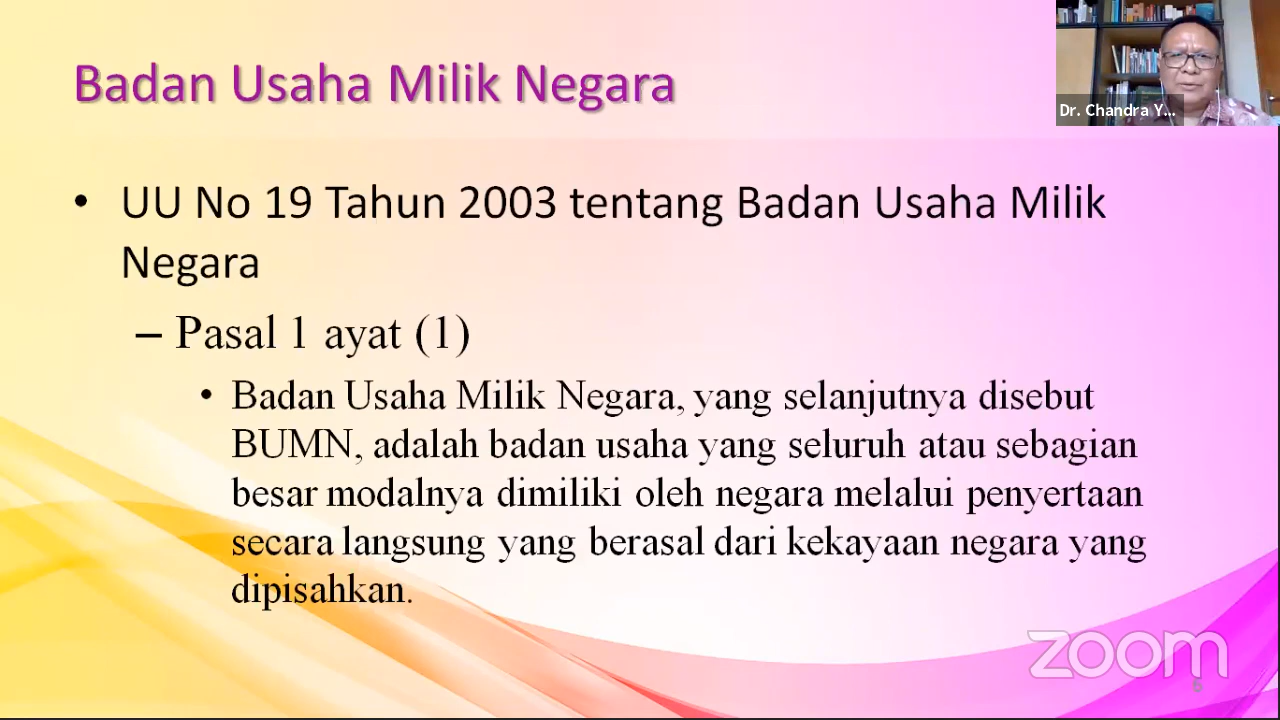 Badan Usaha Milik Negara
Dr. Chandra Y...
• UU No 19 Tahun 2003 tentang Badan Usaha Milik
Negara
– Pasal 1 ayat (1)
• Badan Usaha Milik Negara, yang selanjutnya disebut
BUMN, adalah badan usaha yang seluruh atau sebagian
besar modalnya dimiliki oleh negara melalui penyertaan
secara langsung yang berasal dari kekayaan negara yang
dipisahkan.
zoom
6